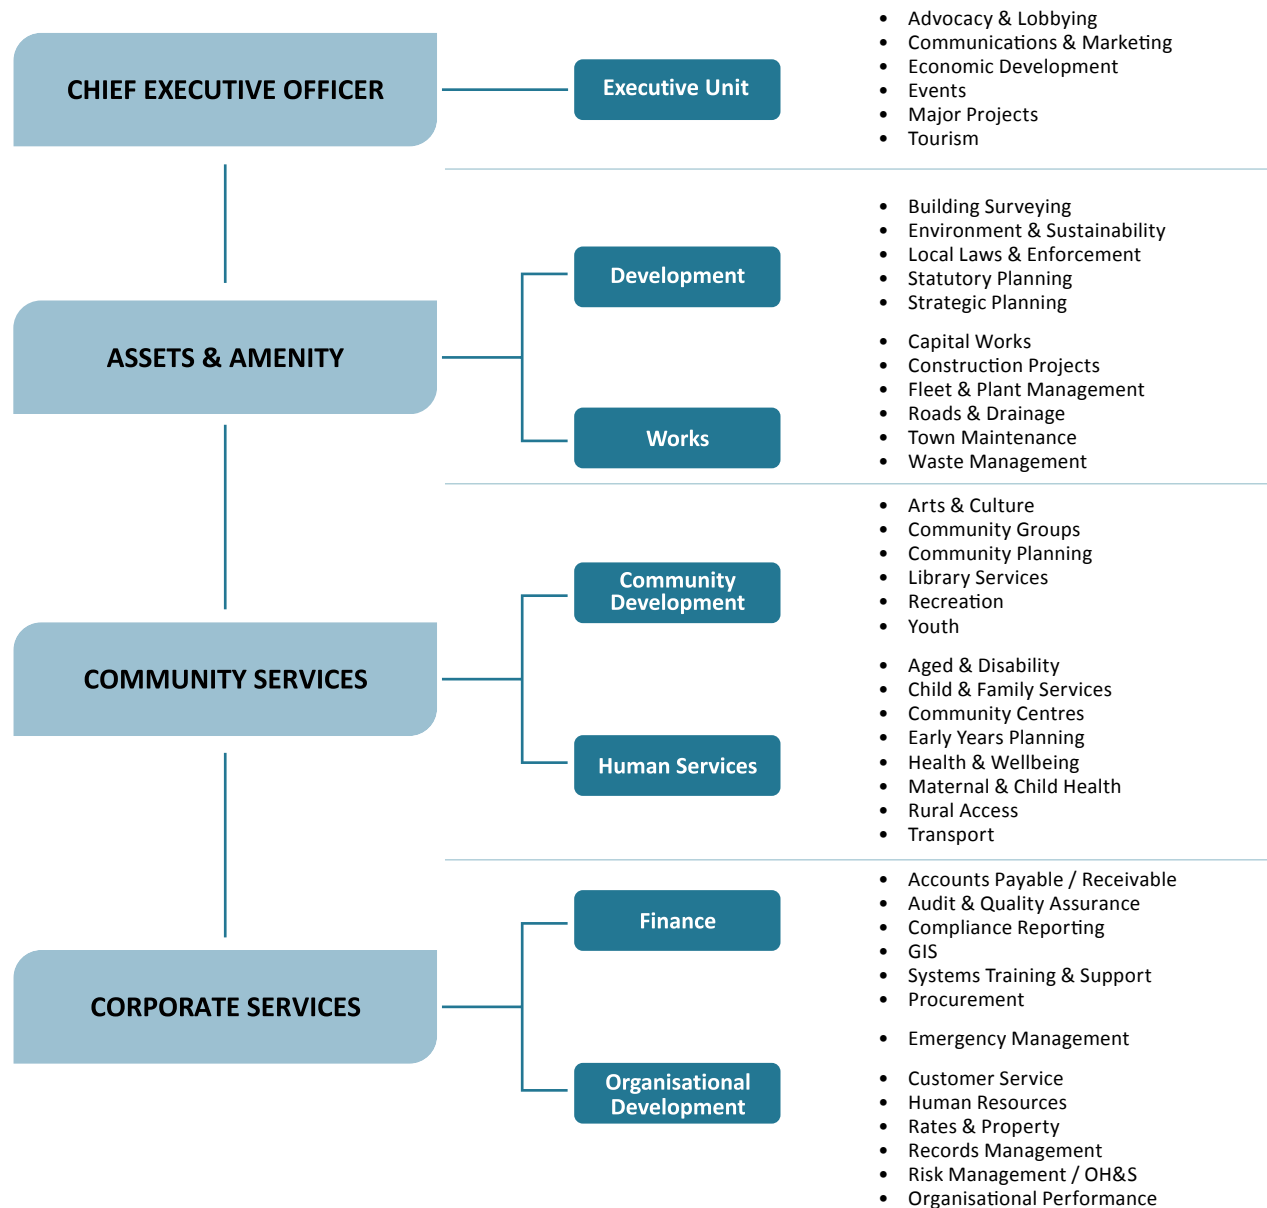 CHIEF EXECUTIVE OFFICER
Executive Unit
• Advocacy & Lobbying
• Communications & Marketing
• Economic Development
• Events
• Major Projects
• Tourism
ASSETS & AMENITY
Development
• Building Surveying
• Environment & Sustainability
• Local Laws & Enforcement
• Statutory Planning
• Strategic Planning
Works
• Capital Works
• Construction Projects
• Fleet & Plant Management
• Roads & Drainage
• Town Maintenance
• Waste Management
COMMUNITY SERVICES
Community
Development
• Arts & Culture
• Community Groups
• Community Planning
• Library Services
• Recreation
• Youth
Human Services
• Aged & Disability
• Child & Family Services
• Community Centres
• Early Years Planning
• Health & Wellbeing
• Maternal & Child Health
• Rural Access
• Transport
CORPORATE SERVICES
Finance
• Accounts Payable / Receivable
• Audit & Quality Assurance
• Compliance Reporting
• GIS
• Systems Training & Support
• Procurement
• Emergency Management
Organisational
Development
• Customer Service
• Human Resources
• Rates & Property
• Records Management
• Risk Management / OH&S
• Organisational Performance